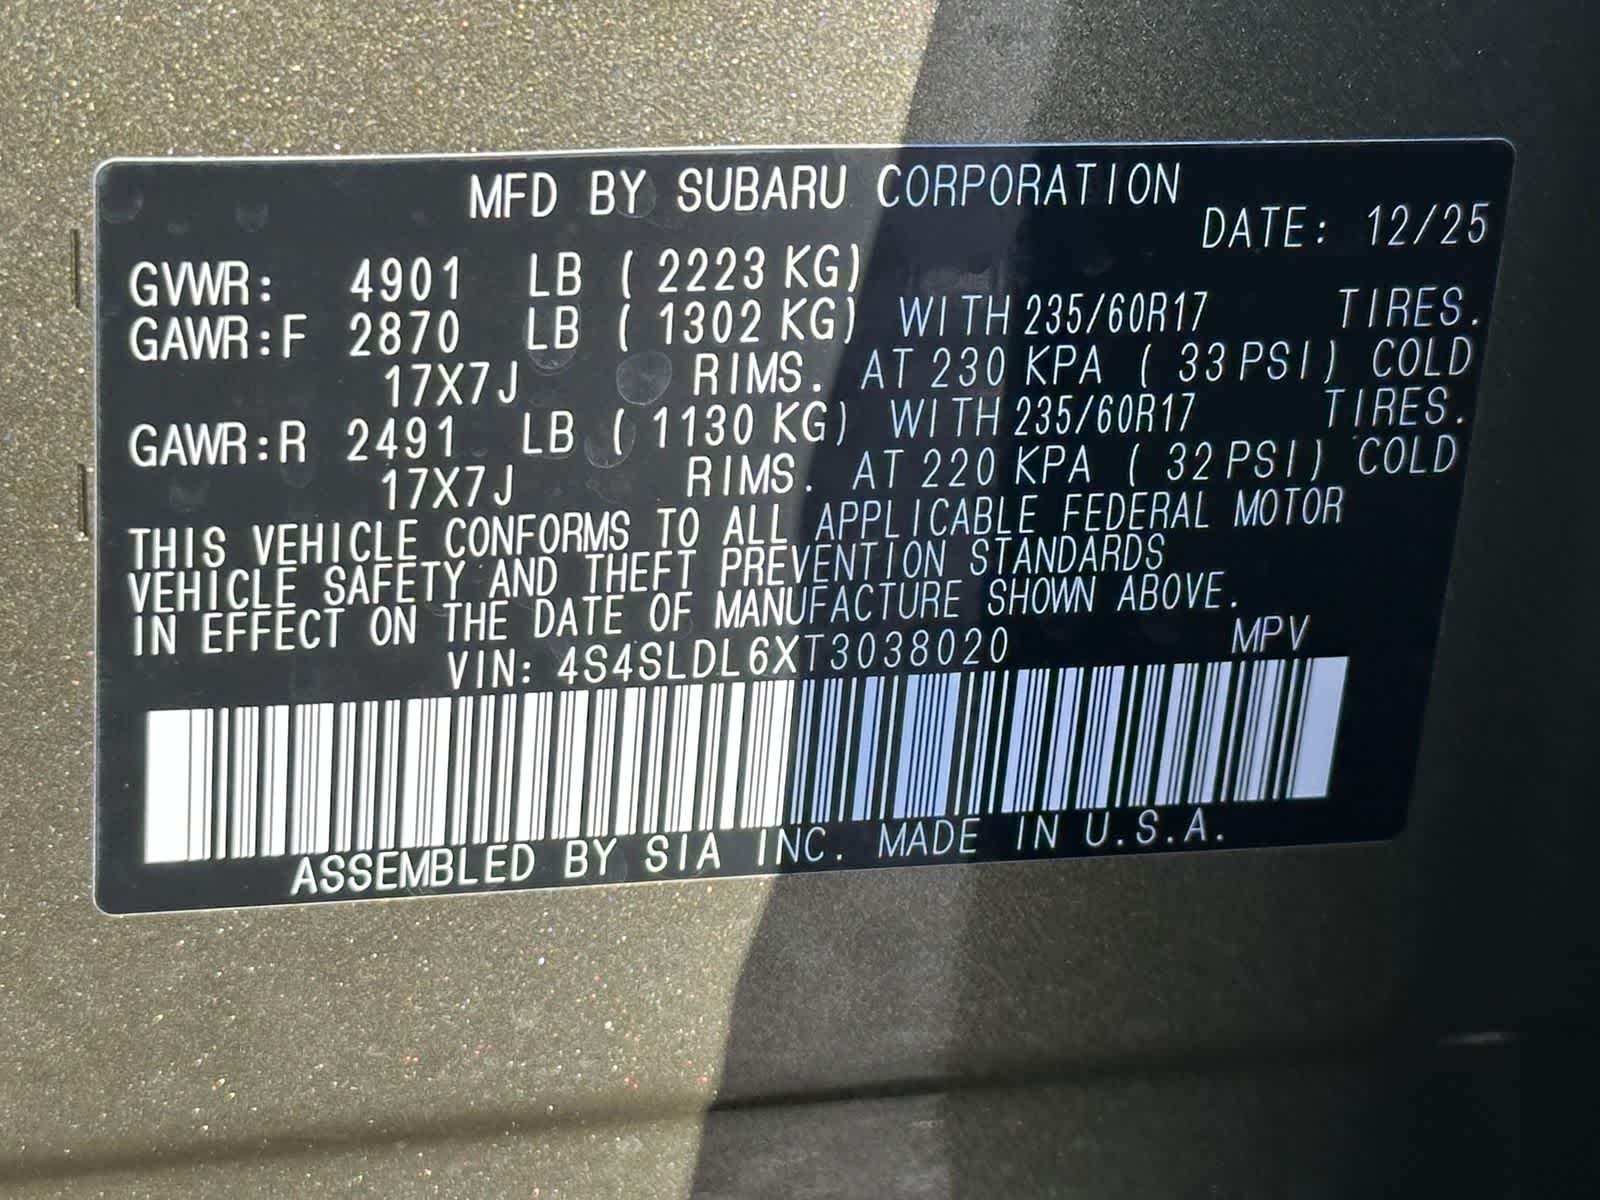 MFD BY SUBARU CORPORATION
DATE: 12/25
GVWR: 4901 LB ( 2223 KG)
GAWR:F 2870 LB ( 1302 KG) WITH 235/60R17 TIRES.
17X7J RIMS. AT 230 KPA ( 33 PSI) COLD
GAWR:R 2491 LB ( 1130 KG) WITH 235/60R17 TIRES.
17X7J RIMS. AT 220 KPA ( 32 PSI) COLD
THIS VEHICLE CONFORMS TO ALL APPLICABLE FEDERAL MOTOR
VEHICLE SAFETY AND THEFT PREVENTION STANDARDS
IN EFFECT ON THE DATE OF MANUFACTURE SHOWN ABOVE.
VIN: 4S4SLDL6XT3038020 MPV
ASSEMBLED BY SIA INC. MADE IN U.S.A.